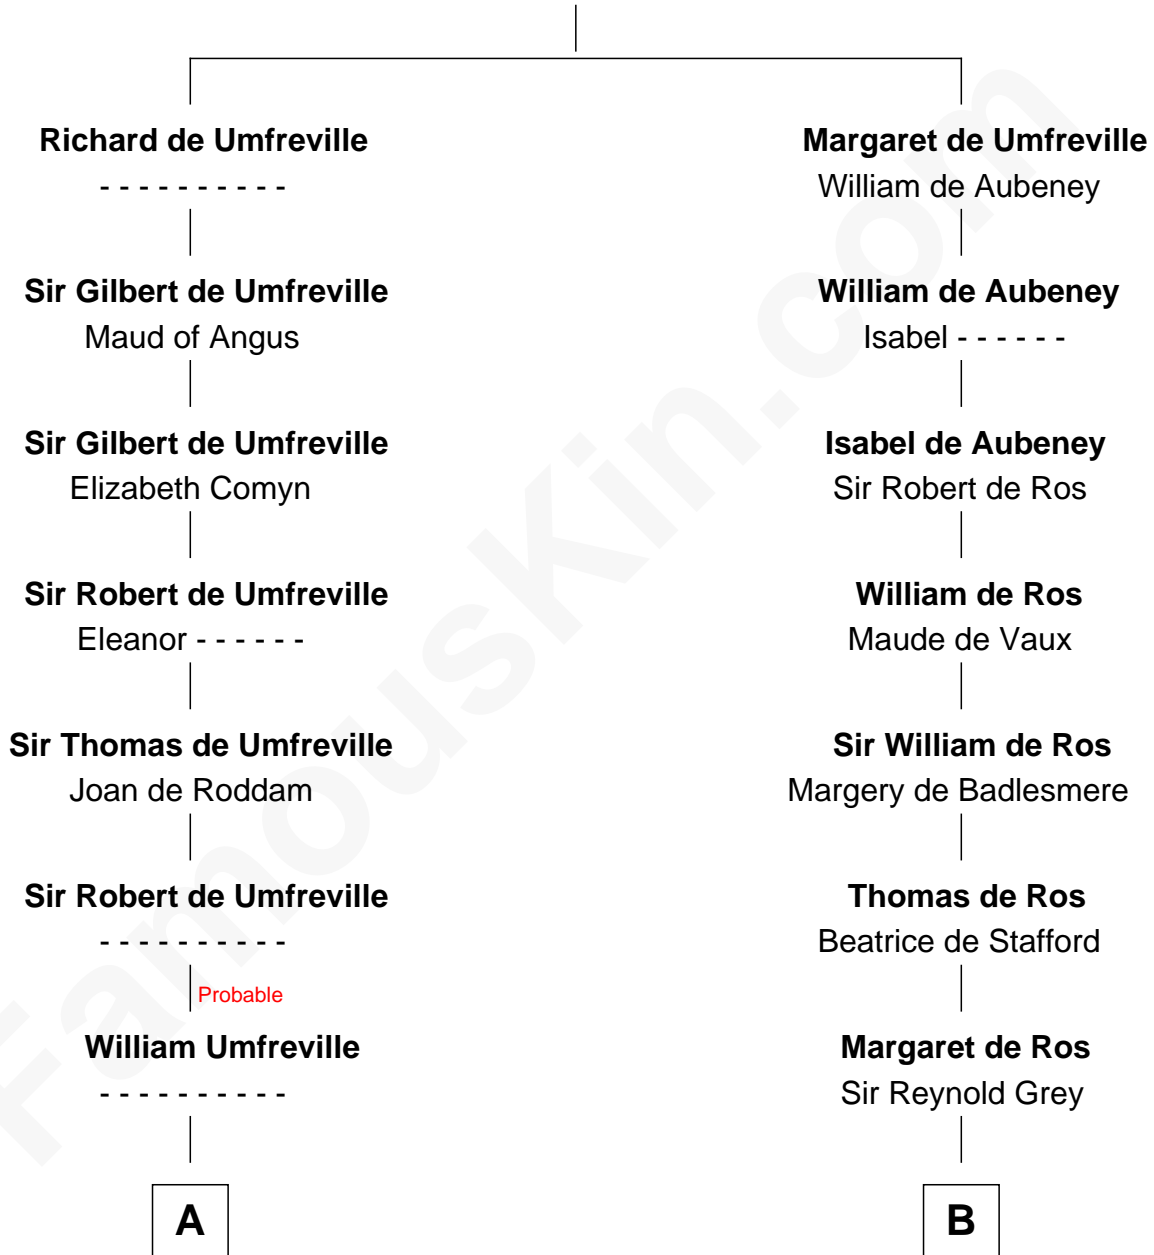 Richard de Umfreville
- - - - - - - - - -
Sir Gilbert de Umfreville
Maud of Angus
Sir Gilbert de Umfreville
Elizabeth Comyn
Sir Robert de Umfreville
Eleanor - - - - - -
Sir Thomas de Umfreville
Joan de Roddam
Sir Robert de Umfreville
- - - - - - - - - -
Probable
William Umfreville
- - - - - - - - - -
A
Margaret de Umfreville
William de Aubeney
William de Aubeney
Isabel - - - - - -
Isabel de Aubeney
Sir Robert de Ros
William de Ros
Maude de Vaux
Sir William de Ros
Margery de Badlesmere
Thomas de Ros
Beatrice de Stafford
Margaret de Ros
Sir Reynold Grey
B
FamousKin.com